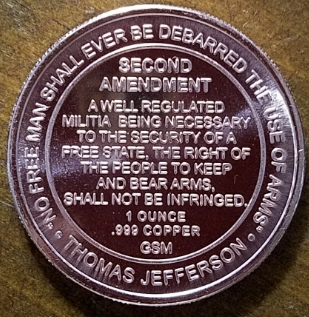 "NO FREE MAN SHALL EVER BE DEBARRED THE USE OF ARMS"
• THOMAS JEFFERSON •
SECOND
AMENDMENT
A WELL REGULATED
MILITIA BEING NECESSARY
TO THE SECURITY OF A
FREE STATE, THE RIGHT OF
THE PEOPLE TO KEEP
AND BEAR ARMS,
SHALL NOT BE INFRINGED.
1 OUNCE
.999 COPPER
GSM